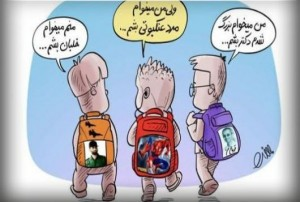 من میخوام بزرگ
شدم دکتر بشم...
ولی من میخوام
مرد عنکبوتی بشم...
منم میخوام
خلبان بشم...